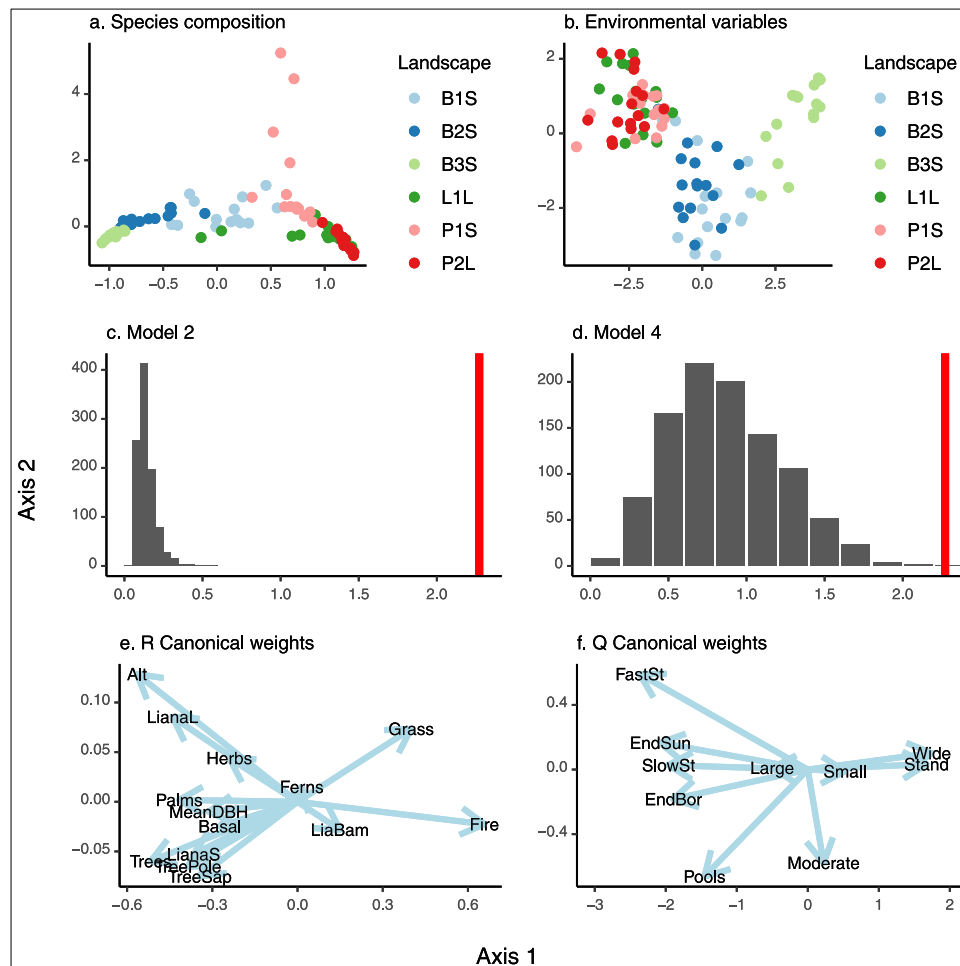 a. Species composition
b. Environmental variables
4
2
0
−1.0 −0.5 0.0 0.5 1.0
Landscape
B1S
B2S
B3S
L1L
P1S
P2L
2
0
−2
−2.5 0.0 2.5
Landscape
B1S
B2S
B3S
L1L
P1S
P2L
c. Model 2
d. Model 4
400
300
200
100
0
0.0 0.5 1.0 1.5 2.0
200
150
100
50
0
0.0 0.5 1.0 1.5 2.0
Axis 2
e. R Canonical weights
f. Q Canonical weights
0.10
0.05
0.00
−0.05
Alt
LianaL
Grass
Herbs
Ferns
Palms
MeanDBH
Basal
LiaBam
Fire
LianaS
Trees
TreePole
TreeSap
−0.6 −0.3 0.0 0.3 0.6
0.4
0.0
−0.4
FastSt
EndSun
SlowSt
Large
Small
Wide
Stand
EndBor
Moderate
Pools
−3 −2 −1 0 1 2
Axis 1